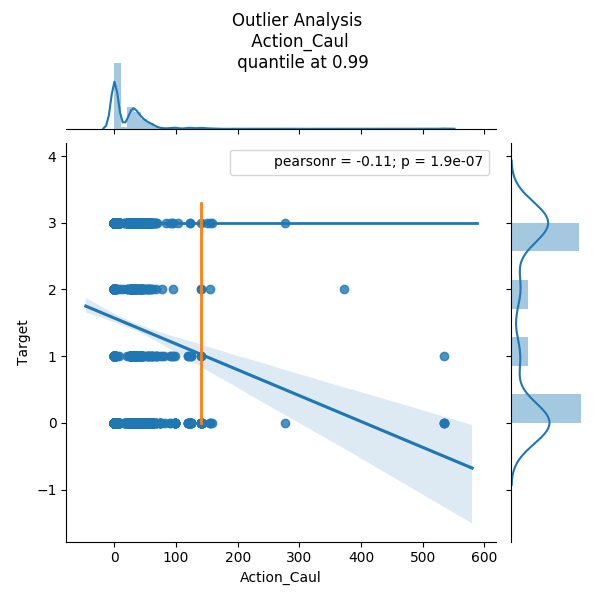 Outlier Analysis
Action_Caul
quantile at 0.99
pearsonr = -0.11; p = 1.9e-07
4
3
2
1
0
−1
Target
0 100 200 300 400 500 600
Action_Caul